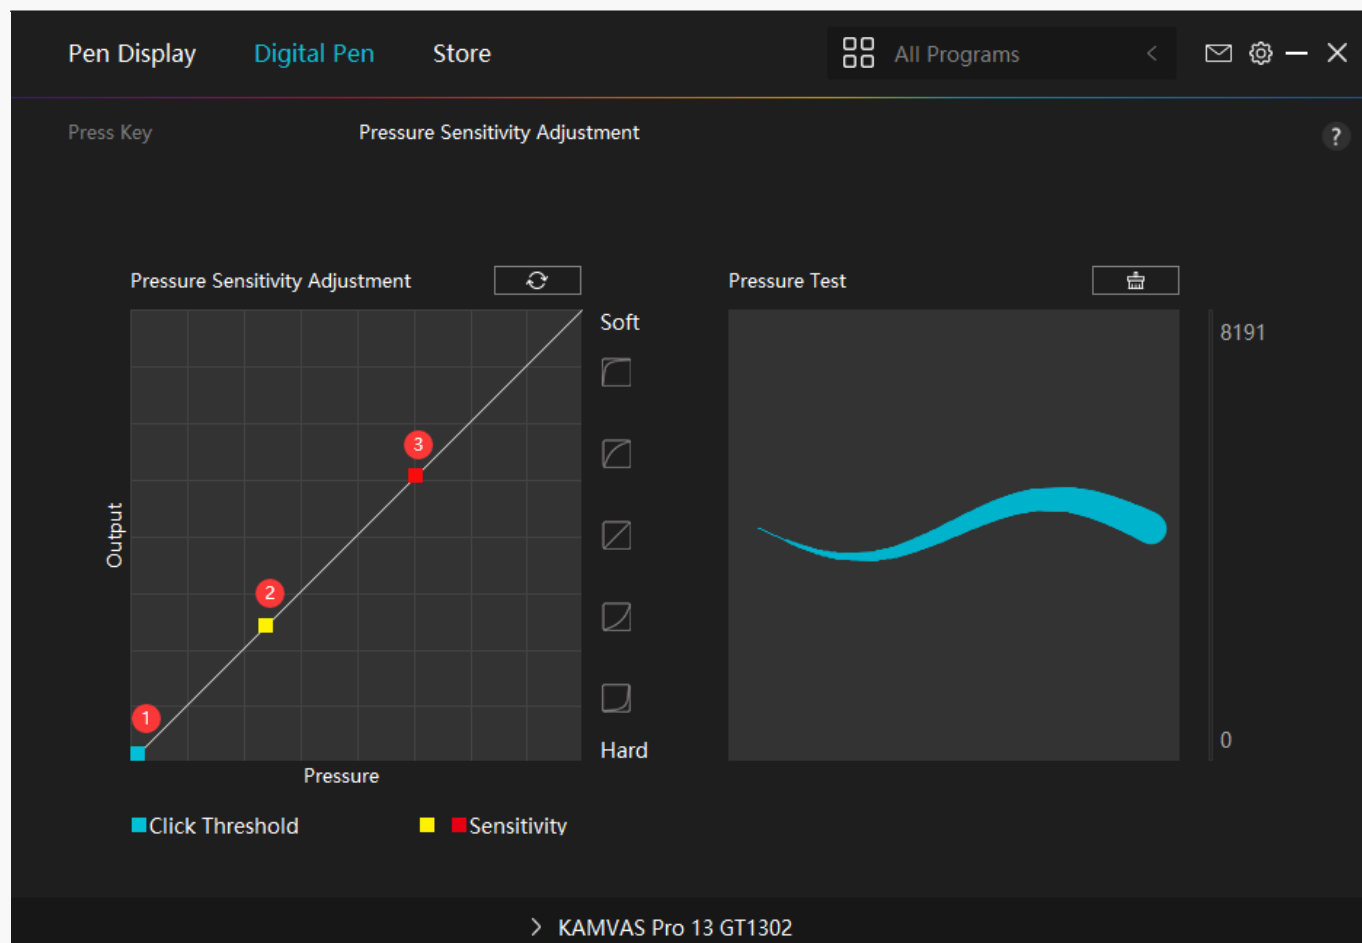 Pen Display Digital Pen Store All Programs
Press Key Pressure Sensitivity Adjustment ?
Pressure Sensitivity Adjustment Pressure Test
Soft
8191
3
Output
2
1
Hard
0
Pressure
Click Threshold Sensitivity
KAMVAS Pro 13 GT1302